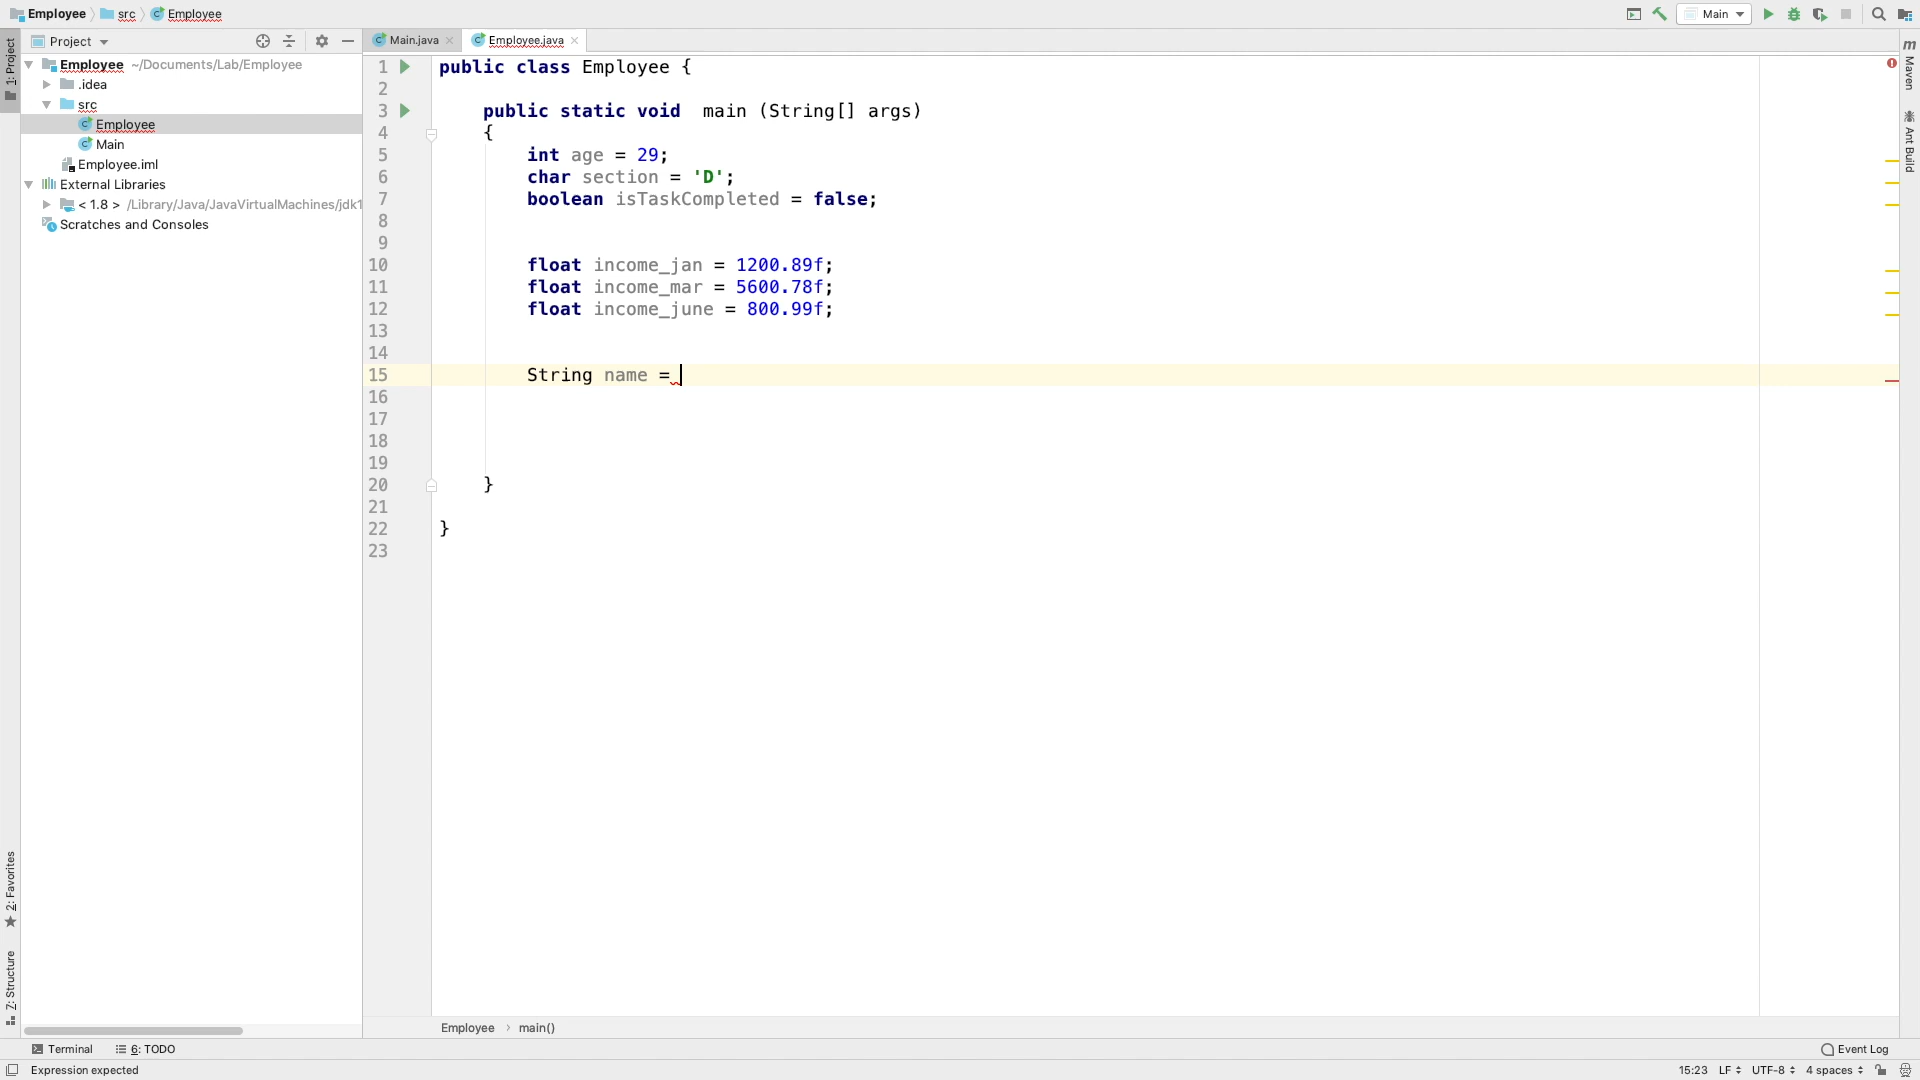 Employee src Employee Main
1: Project
Project Main.java Employee.java
Employee ~/Documents/Lab/Employee
.idea
src
Employee
Main
Employee.iml
External Libraries
< 1.8 > /Library/Java/JavaVirtualMachines/jdk1
Scratches and Consoles
1 public class Employee {
2
3 public static void  main (String[] args)
4 {
5 int age = 29;
6 char section = 'D';
7 boolean isTaskCompleted = false;
8
9
10 float income_jan = 1200.89f;
11 float income_mar = 5600.78f;
12 float income_june = 800.99f;
13
14
15 String name =
16
17
18
19
20 }
21
22 }
23
m Maven
Ant Build
2: Favorites
7: Structure
Employee › main()
Terminal 6: TODO Event Log
Expression expected 15:23 LF UTF-8 4 spaces